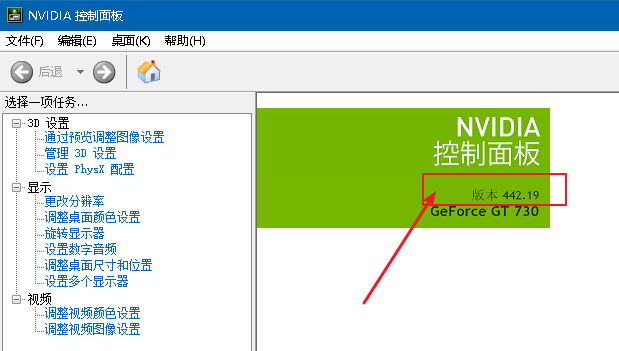 NVIDIA 控制面板
文件(F) 编辑(E) 桌面(K) 帮助(H)
后退
选择一项任务...
3D 设置
通过预览调整图像设置
管理 3D 设置
设置 PhysX 配置
显示
更改分辨率
调整桌面颜色设置
旋转显示器
设置数字音频
调整桌面尺寸和位置
设置多个显示器
视频
调整视频颜色设置
调整视频图像设置
NVIDIA
控制面板
版本 442.19
GeForce GT 730